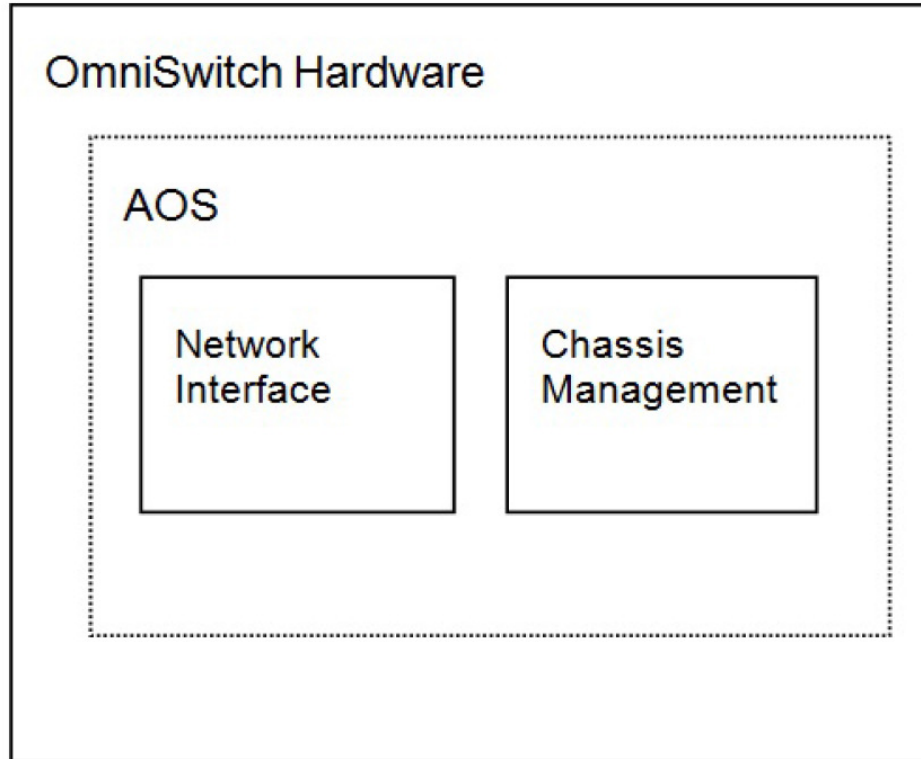 OmniSwitch Hardware
AOS
Network
Interface
Chassis
Management